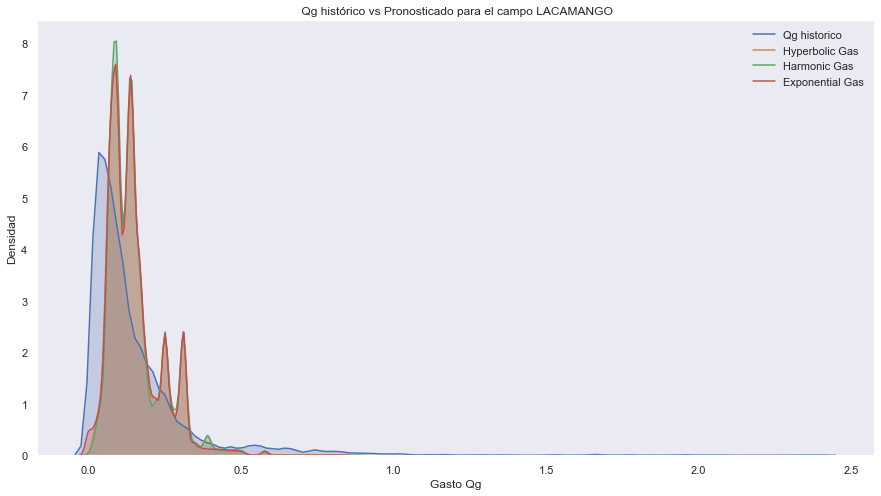 Qg histórico vs Pronosticado para el campo LACAMANGO
Qg historico
Hyperbolic Gas
Harmonic Gas
Exponential Gas
8
7
6
5
4
3
2
1
0
Densidad
0.0 0.5 1.0 1.5 2.0 2.5
Gasto Qg